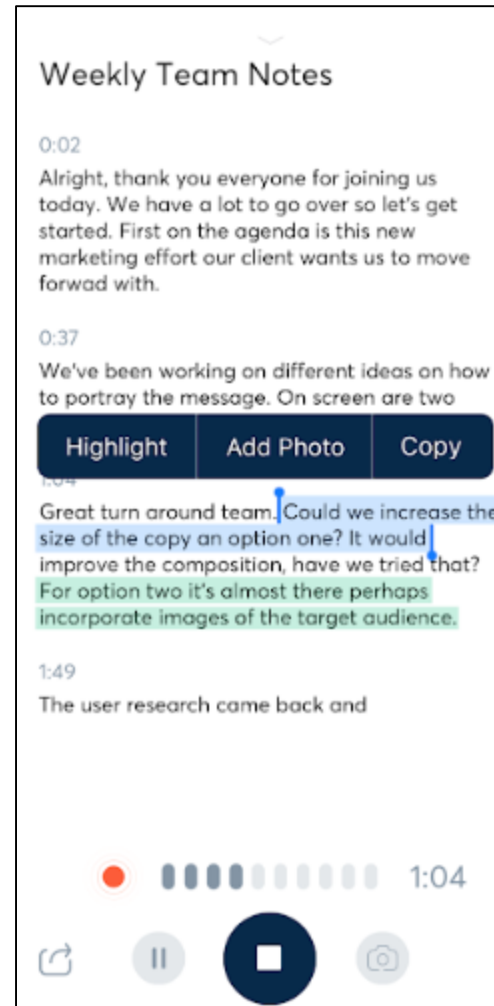 Weekly Team Notes
0:02
Alright, thank you everyone for joining us
today. We have a lot to go over so let's get
started. First on the agenda is this new
marketing effort our client wants us to move
forwad with.
0:37
We've been working on different ideas on how
to portray the message. On screen are two
Highlight Add Photo Copy
1:04
Great turn around team. Could we increase the
size of the copy an option one? It would
improve the composition, have we tried that?
For option two it's almost there perhaps
incorporate images of the target audience.
1:49
The user research came back and
1:04